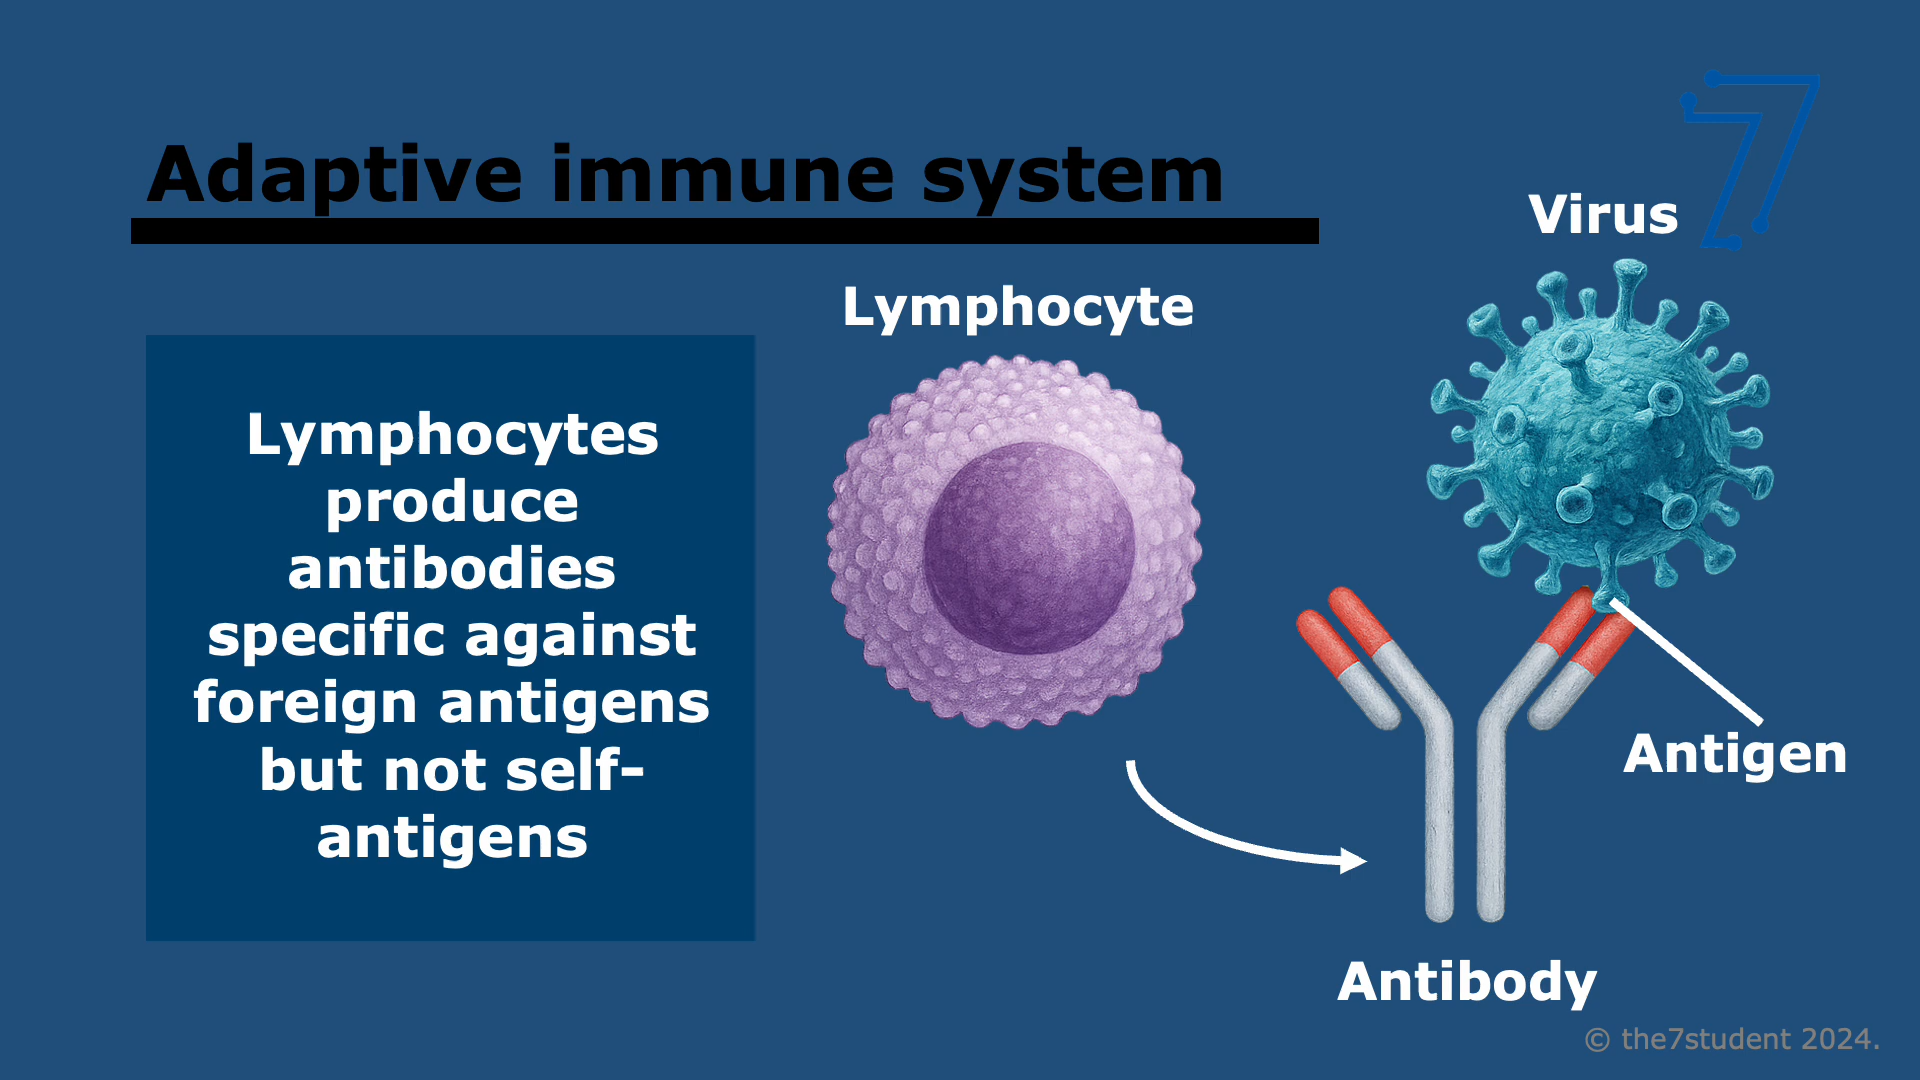 Adaptive immune system
Virus
Lymphocyte
Lymphocytes
produce
antibodies
specific against
foreign antigens
but not self-
antigens
Antigen
Antibody
© the7student 2024.